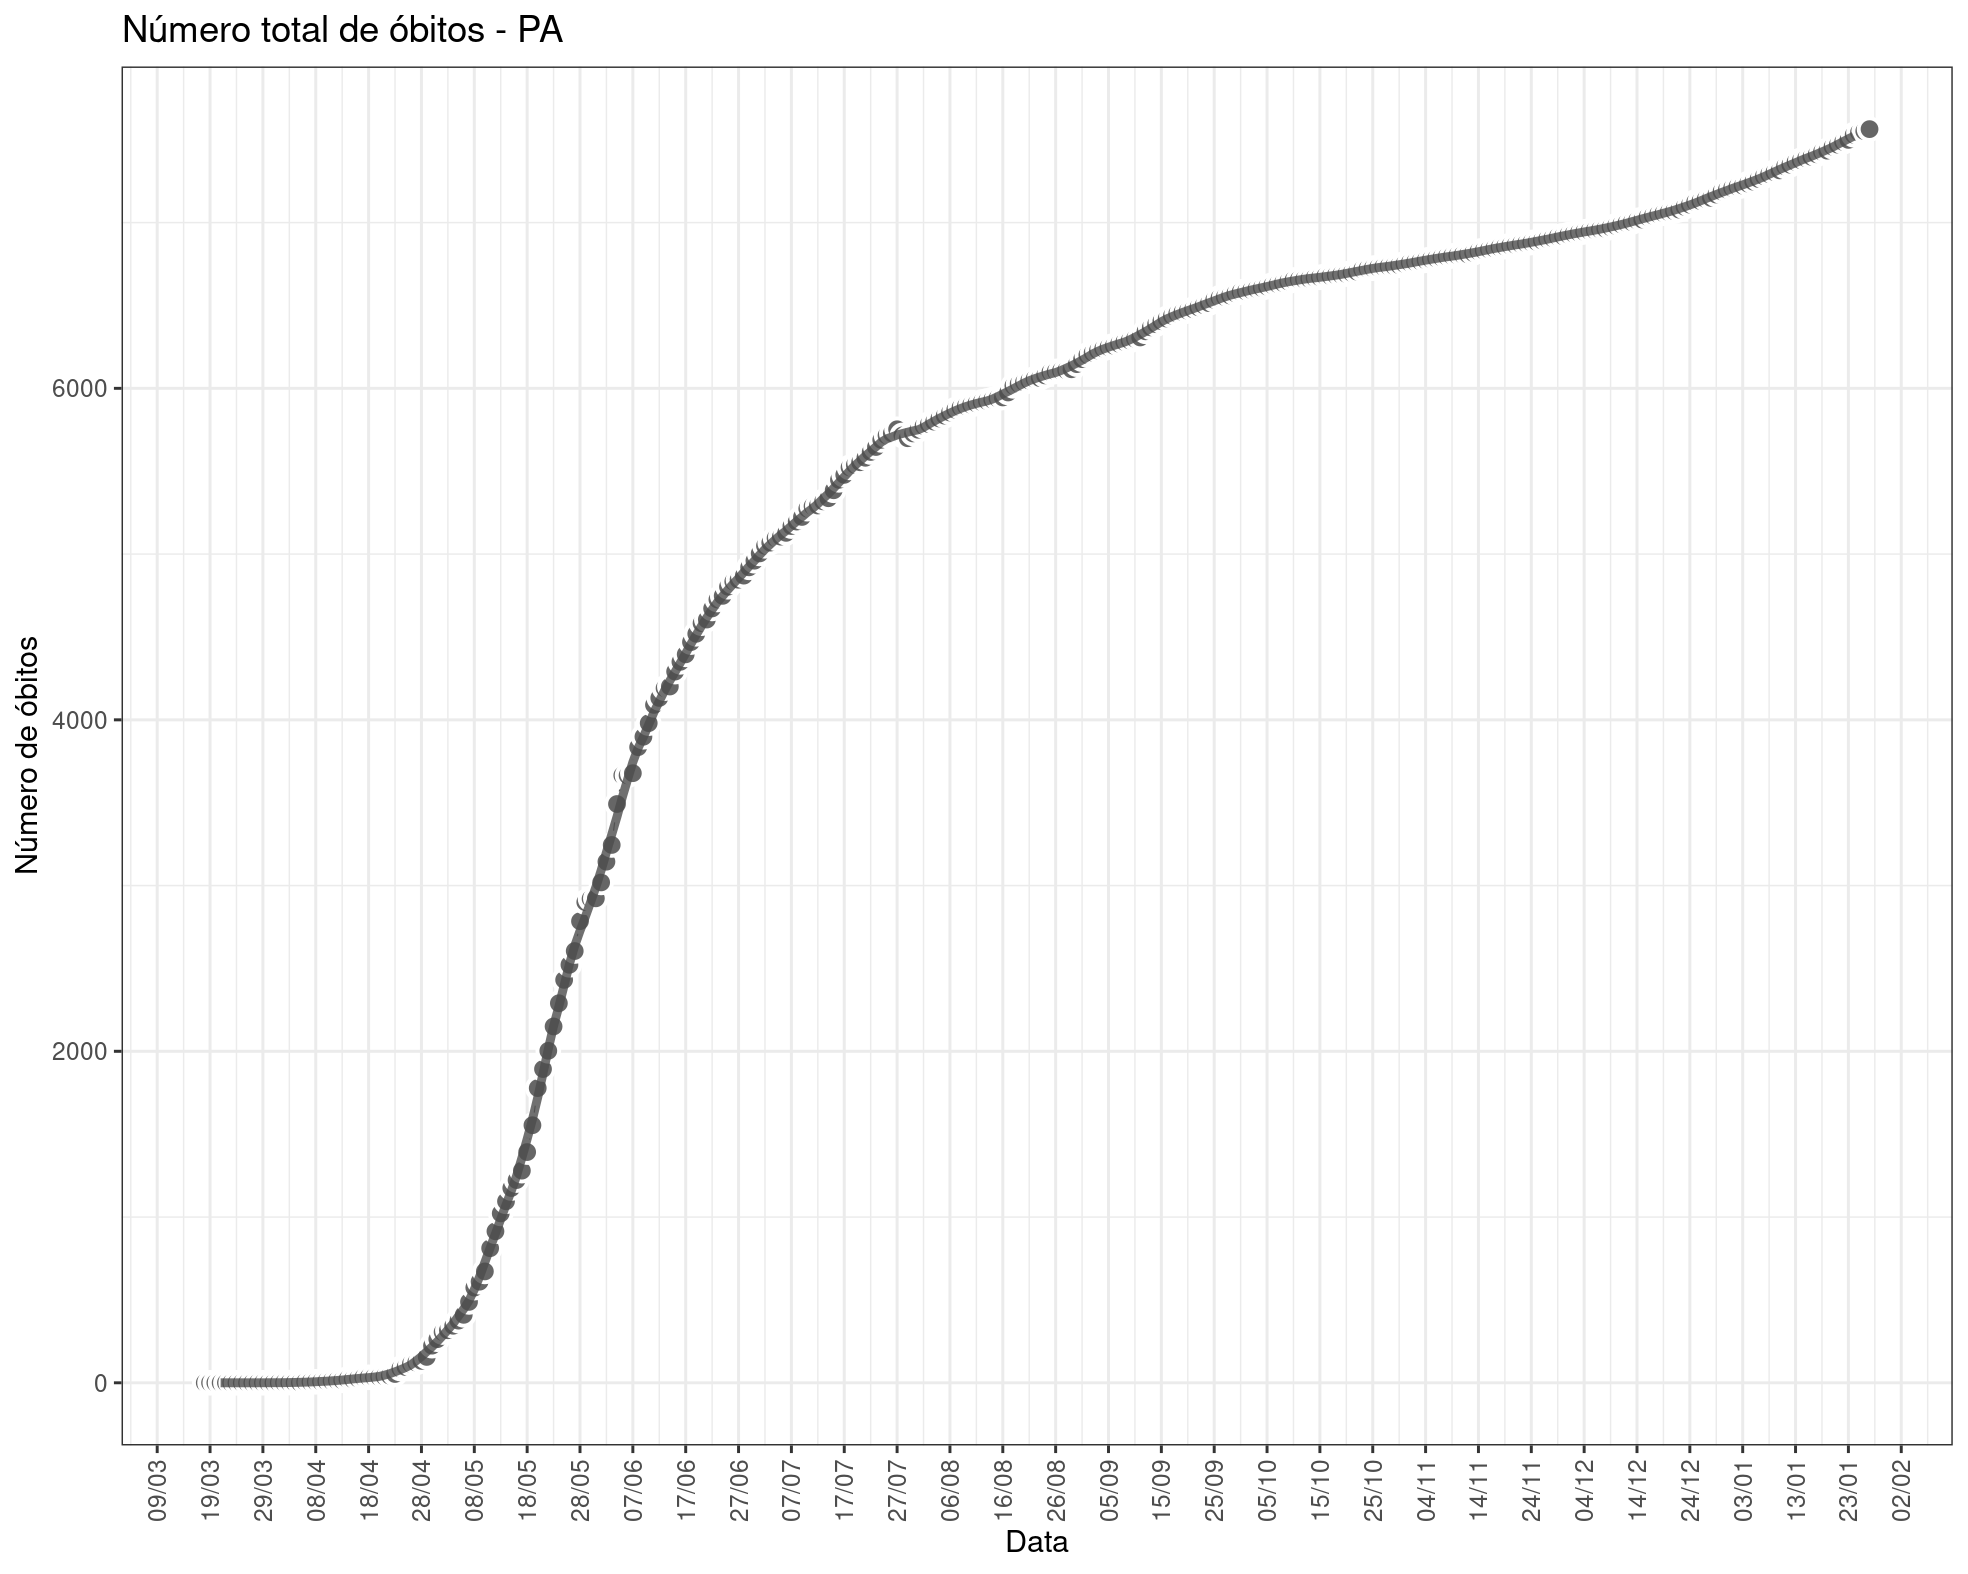 Número total de óbitos - PA
Número de óbitos
6000
4000
2000
0
09/03 19/03 29/03 08/04 18/04 28/04 08/05 18/05 28/05 07/06 17/06 27/06 07/07 17/07 27/07 06/08 16/08 26/08 05/09 15/09 25/09 05/10 15/10 25/10 04/11 14/11 24/11 04/12 14/12 24/12 03/01 13/01 23/01 02/02
Data